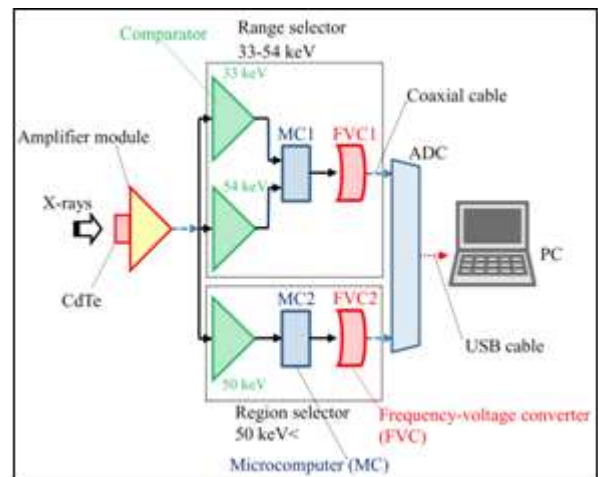 Comparator
Range selector
33-54 keV
33 keV
Coaxial cable
Amplifier module
MC1
FVC1
ADC
X-rays
54 keV
PC
CdTe
MC2
FVC2
USB cable
50 keV
Region selector
50 keV<
Frequency-voltage converter
(FVC)
Microcomputer (MC)